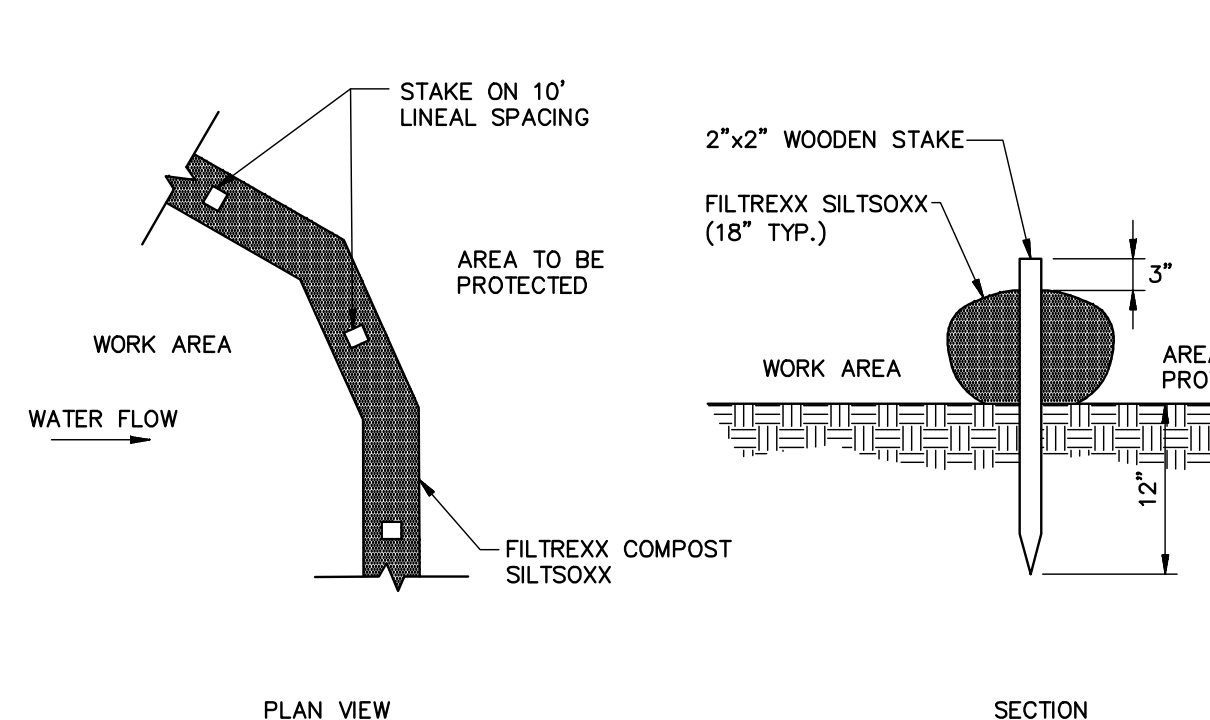 STAKE ON 10'
LINEAL SPACING
AREA TO BE
PROTECTED
WORK AREA
WATER FLOW
FILTREXX COMPOST
SILTSOXX
PLAN VIEW
2"x2" WOODEN STAKE
FILTREXX SILTSOXX
(18" TYP.)
3"
WORK AREA
12"
SECTION